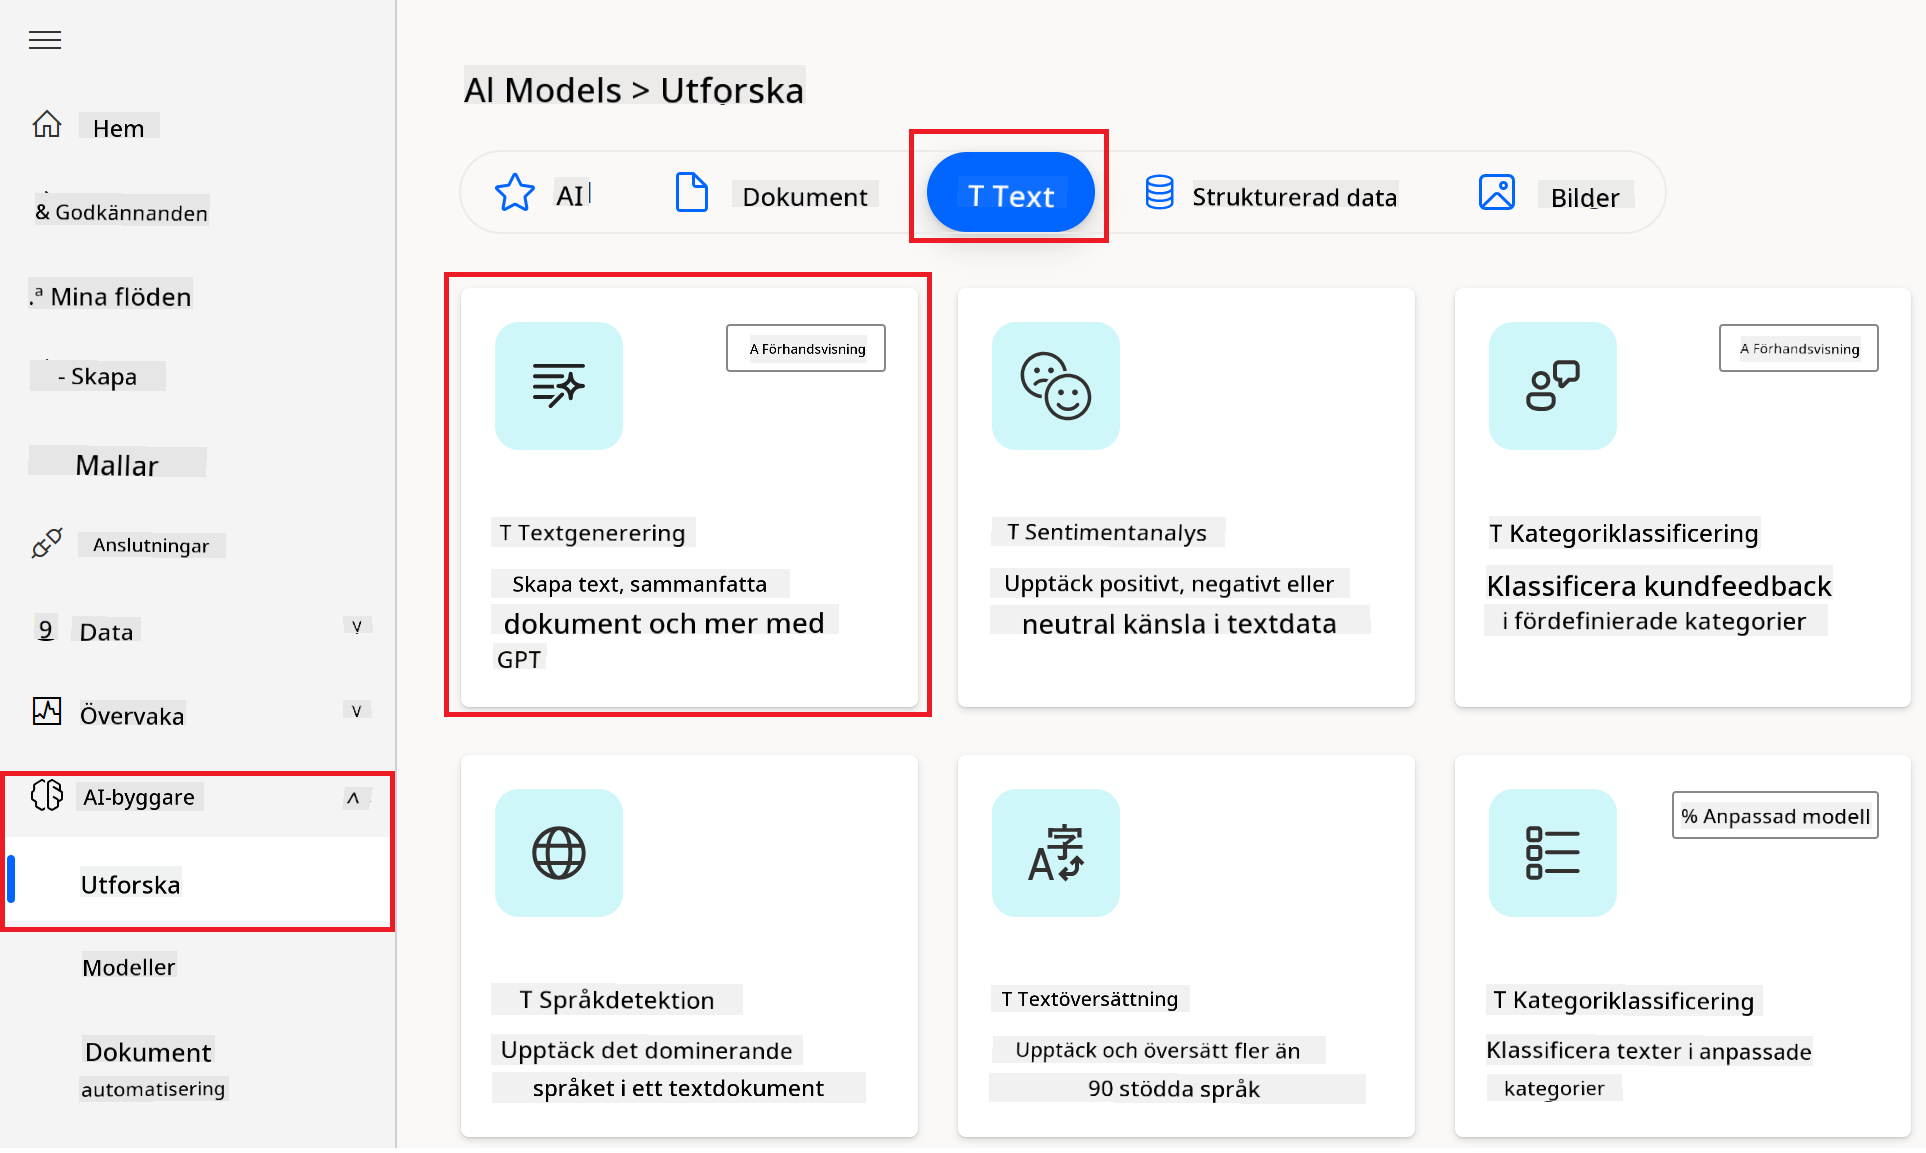 Hem
& Godkännanden
.ª Mina flöden
- Skapa
Mallar
Anslutningar
9 Data
Övervaka
AI-byggare
Utforska
Modeller
Dokument
automatisering
Al Models > Utforska
AI
Dokument
T Text
Strukturerad data
Bilder
A Förhandsvisning
T Textgenerering
Skapa text, sammanfatta
dokument och mer med
GPT
T Sentimentanalys
Upptäck positivt, negativt eller
neutral känsla i textdata
A Förhandsvisning
T Kategoriklassificering
Klassificera kundfeedback
i fördefinierade kategorier
T Språkdetektion
Upptäck det dominerande
språket i ett textdokument
T Textöversättning
Upptäck och översätt fler än
90 stödda språk
% Anpassad modell
T Kategoriklassificering
Klassificera texter i anpassade
kategorier